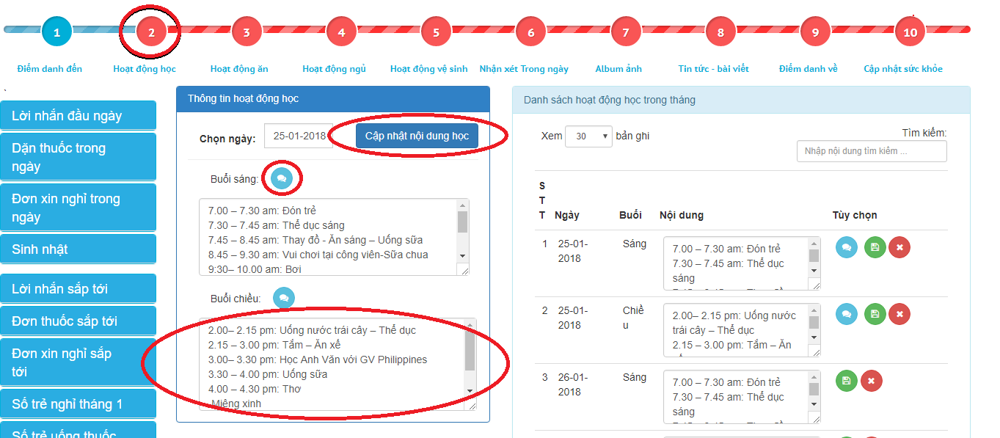 1 2 3 4 5 6 7 8 9 10
Điểm danh đến Hoạt động học Hoạt động ăn Hoạt động ngủ Hoạt động vệ sinh Nhận xét Trong ngày Album ảnh Tin tức - bài viết Điểm danh về Cập nhật sức khỏe
Lời nhắn đầu ngày
Dặn thuốc trong
ngày
Đơn xin nghỉ trong
ngày
Sinh nhật
Lời nhắn sắp tới
Đơn thuốc sắp tới
Đơn xin nghỉ sắp
tới
Số trẻ nghỉ tháng 1
Số trẻ uống thuốc
Thông tin hoạt động học
Chọn ngày: 25-01-2018 Cập nhật nội dung học
Buổi sáng:
7.00 – 7.30 am: Đón trẻ
7.30 – 7.45 am: Thể dục sáng
7.45 – 8.45 am: Thay đồ - Ăn sáng – Uống sữa
8.45 – 9.30 am: Vui chơi tại công viên-Sữa chua
9:30– 10.00 am: Bơi
Buổi chiều:
2.00– 2.15 pm: Uống nước trái cây – Thể dục
2.15 – 3.00 pm: Tắm – Ăn xế
3.00– 3.30 pm: Học Anh Văn với GV Philippines
3.30 – 4.00 pm: Uống sữa
4.00 – 4.30 pm: Thơ
Miệng xinh
Danh sách hoạt động học trong tháng
Xem 30 bản ghi
Tìm kiếm:
Nhập nội dung tìm kiếm ...
S
T
T Ngày Buổi Nội dung Tùy chọn
1 25-01- Sáng 7.00 – 7.30 am: Đón trẻ
2018 7.30 – 7.45 am: Thể dục
sáng
2 25-01- Chiề 2.00– 2.15 pm: Uống nước
2018 u trái cây – Thể dục
2.15 – 3.00 pm: Tắm – Ăn
3 26-01- Sáng 7.00 – 7.30 am: Đón trẻ
2018 7.30 – 7.45 am: Thể dục
sáng